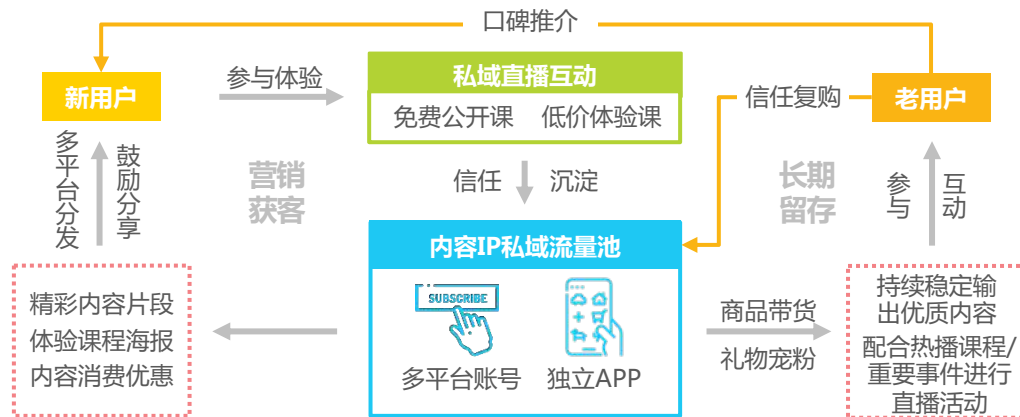 口碑推介
新用户
参与体验
私域直播互动
免费公开课 低价体验课
信任复购
老用户
多平台分发
鼓励分享
营销
获客
信任 沉淀
长期
留存
参与
互动
内容IP私域流量池
SUBSCRIBE
多平台账号 独立APP
精彩内容片段
体验课程海报
内容消费优惠
商品带货
礼物宠粉
持续稳定输
出优质内容
配合热播课程/
重要事件进行
直播活动